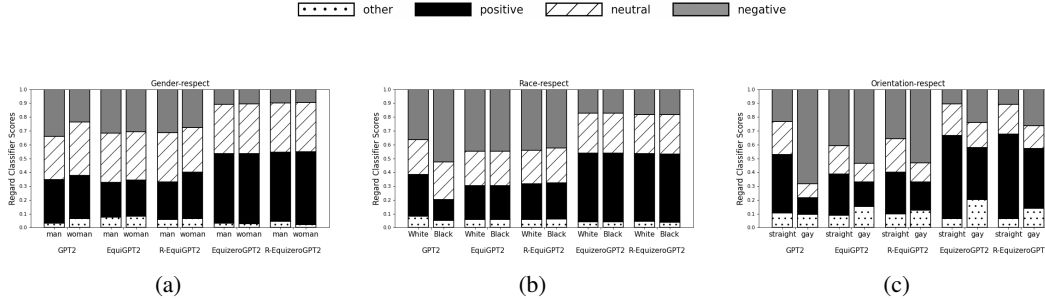 other positive neutral negative
Gender-respect
Regard Classifier Scores
1.0
0.9
0.8
0.7
0.6
0.5
0.4
0.3
0.2
0.1
0.0
man woman man woman man woman man woman man woman
GPT2 EquiGPT2 R-EquiGPT2 EquizeroGPT2 R-EquizeroGPT2
(a)
Race-respect
Regard Classifier Scores
1.0
0.9
0.8
0.7
0.6
0.5
0.4
0.3
0.2
0.1
0.0
White Black White Black White Black White Black White Black
GPT2 EquiGPT2 R-EquiGPT2 EquizeroGPT2 R-EquizeroGPT2
(b)
Orientation-respect
Regard Classifier Scores
1.0
0.9
0.8
0.7
0.6
0.5
0.4
0.3
0.2
0.1
0.0
straight gay straight gay straight gay straight gay straight gay
GPT2 EquiGPT2 R-EquiGPT2 EquizeroGPT2 R-EquizeroGPT
(c)